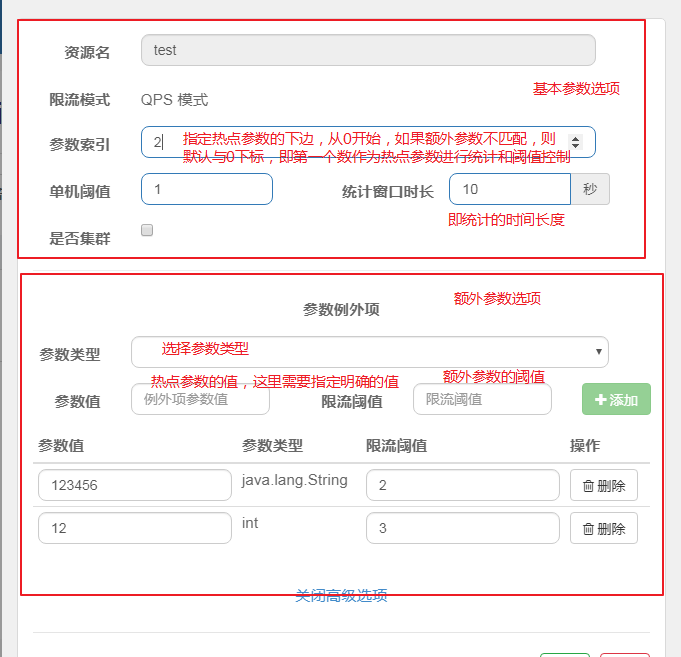 资源名 test
基本参数选项
限流模式 QPS 模式
参数索引 2 指定热点参数的下边，从0开始，如果额外参数不匹配，则
默认与0下标，即第一个数作为热点参数进行统计和阈值控制
单机阈值 1 统计窗口时长 10 秒
即统计的时间长度
是否集群
参数例外项 额外参数选项
参数类型 选择参数类型
热点参数的值，这里需要指定明确的值 额外参数的阈值
参数值 例外项参数值 限流阈值 限流阈值 添加
参数值 参数类型 限流阈值 操作
123456 java.lang.String 2 删除
12 int 3 删除
关闭高级选项